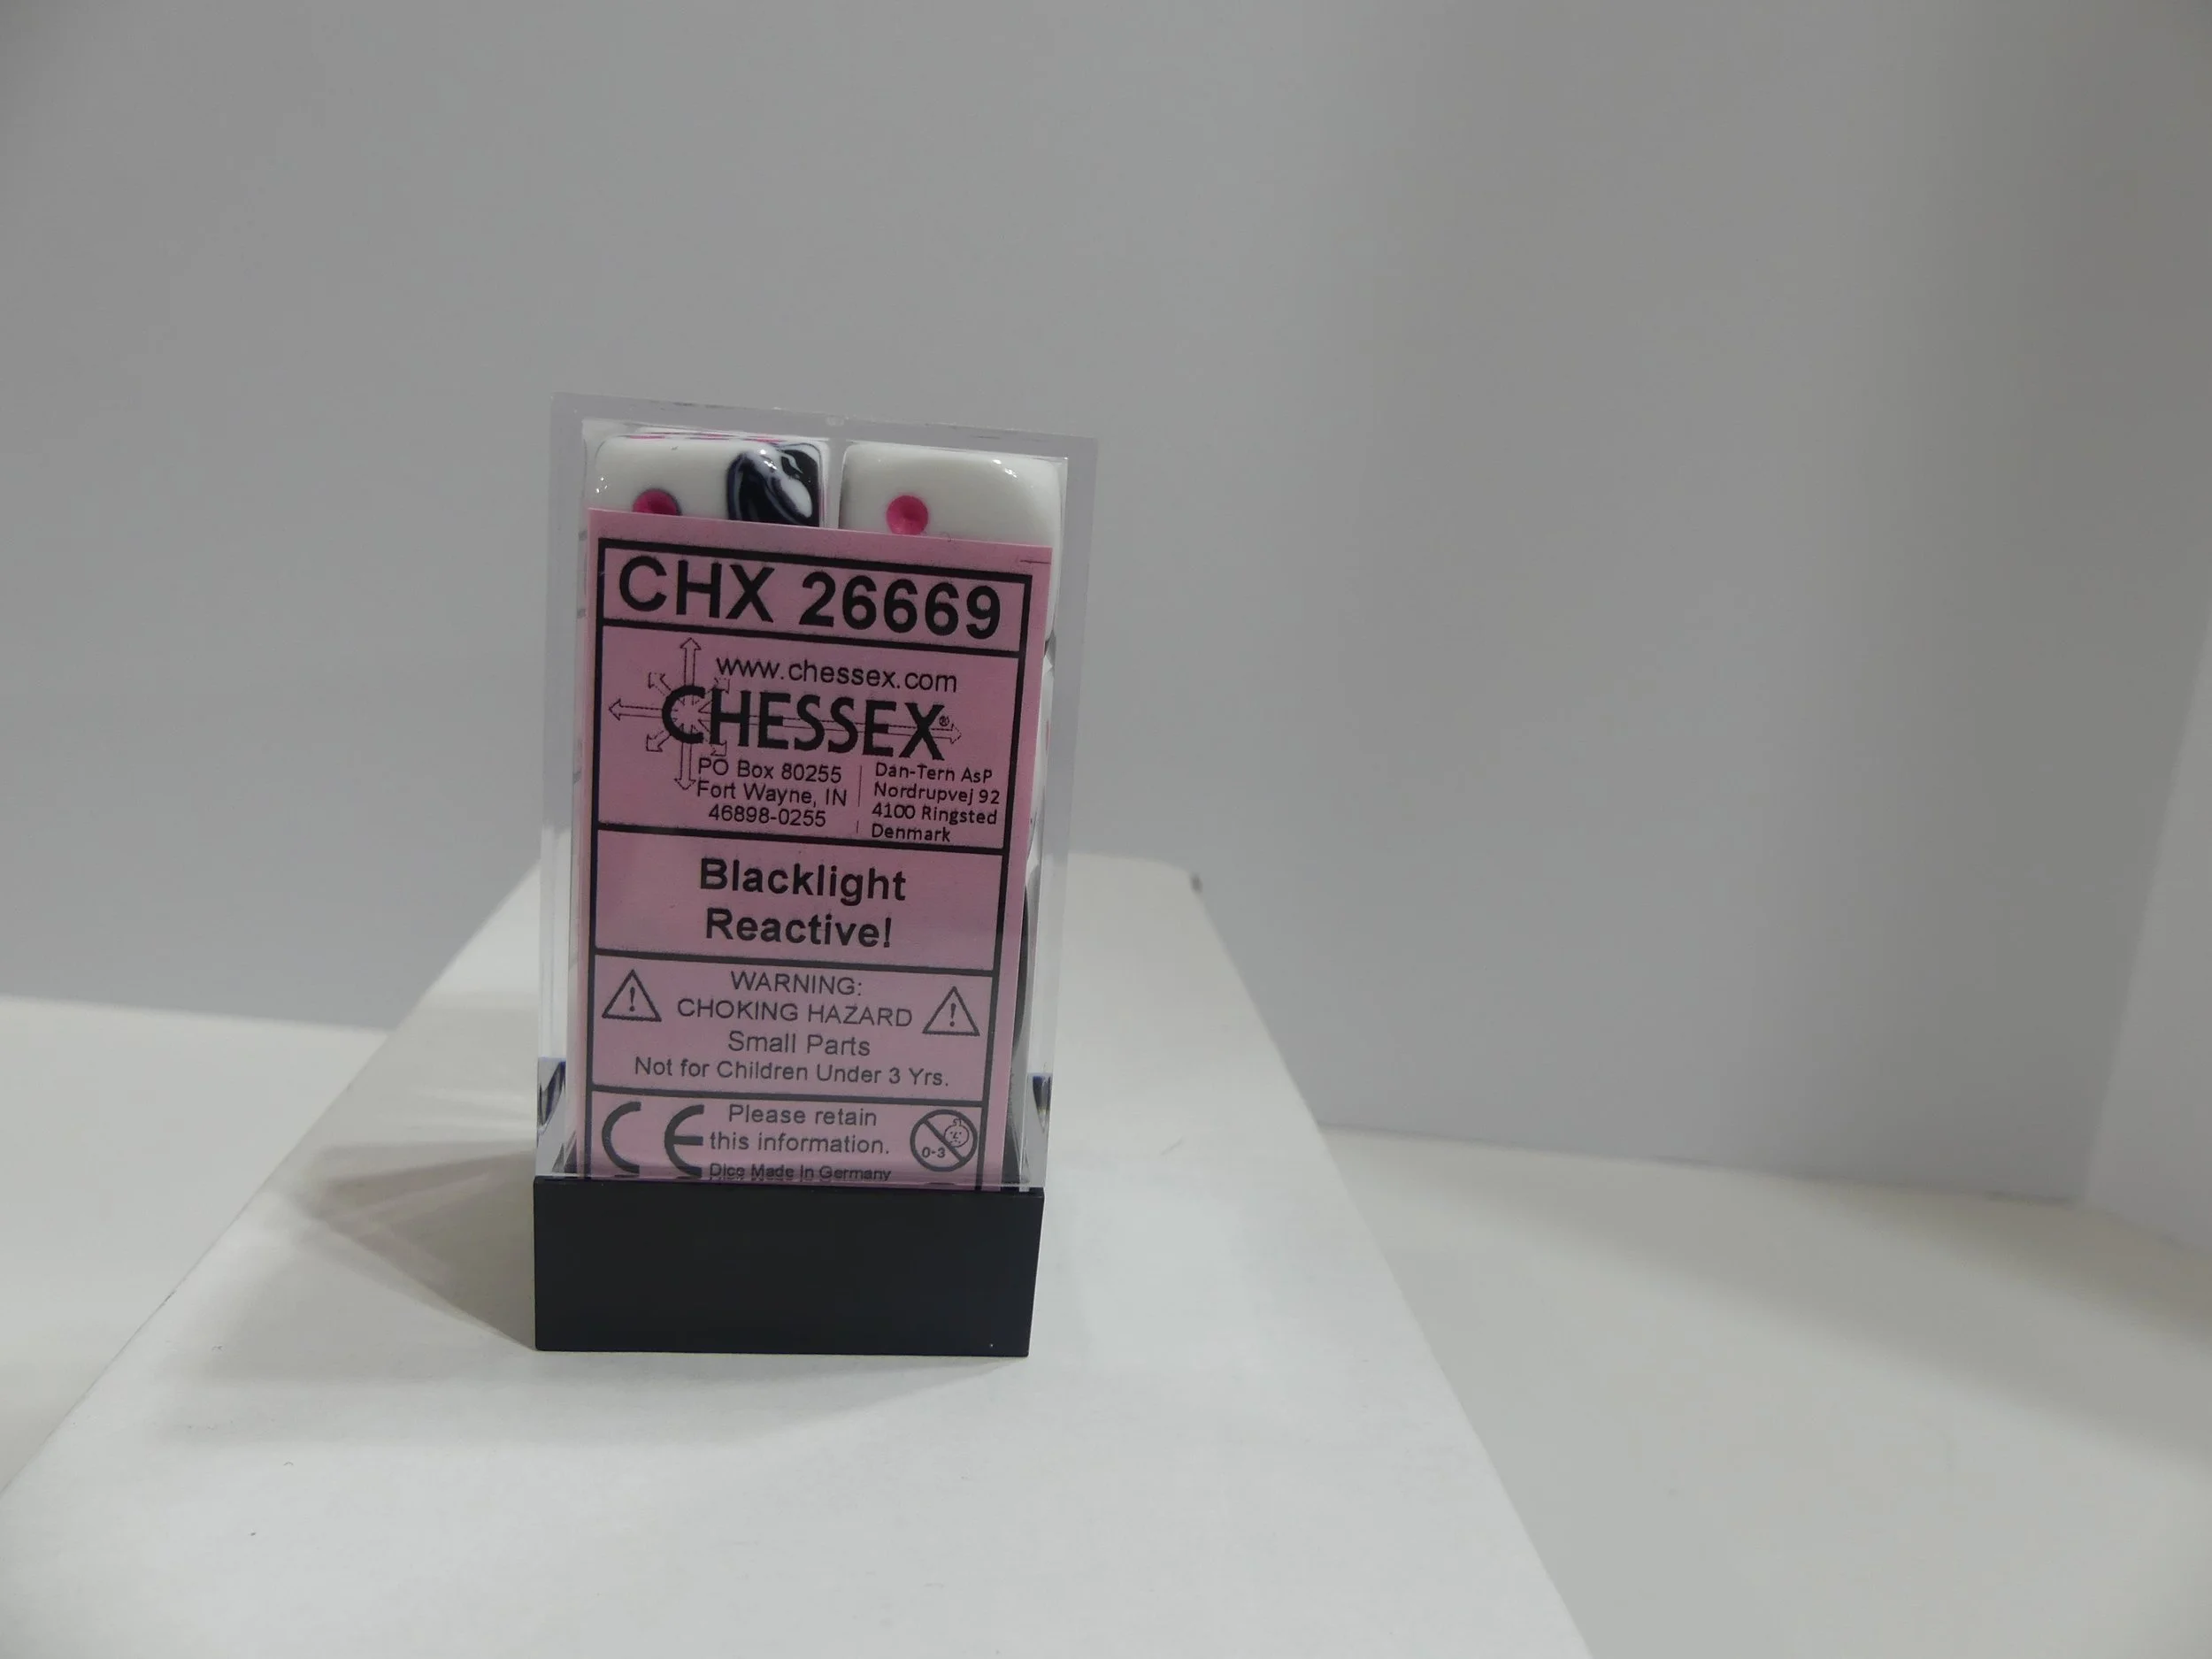 CHX 26669
www.chessex.com
CHESSEX®
PO Box 80255
Fort Wayne, IN
46898-0255
Dan-Tern AsP
Nordrupvej 92
4100 Ringsted
Denmark
Blacklight
Reactive!
WARNING:
CHOKING HAZARD
Small Parts
Not for Children Under 3 Yrs.
CE
Please retain
this information.
0-3
Dice Made In Germany